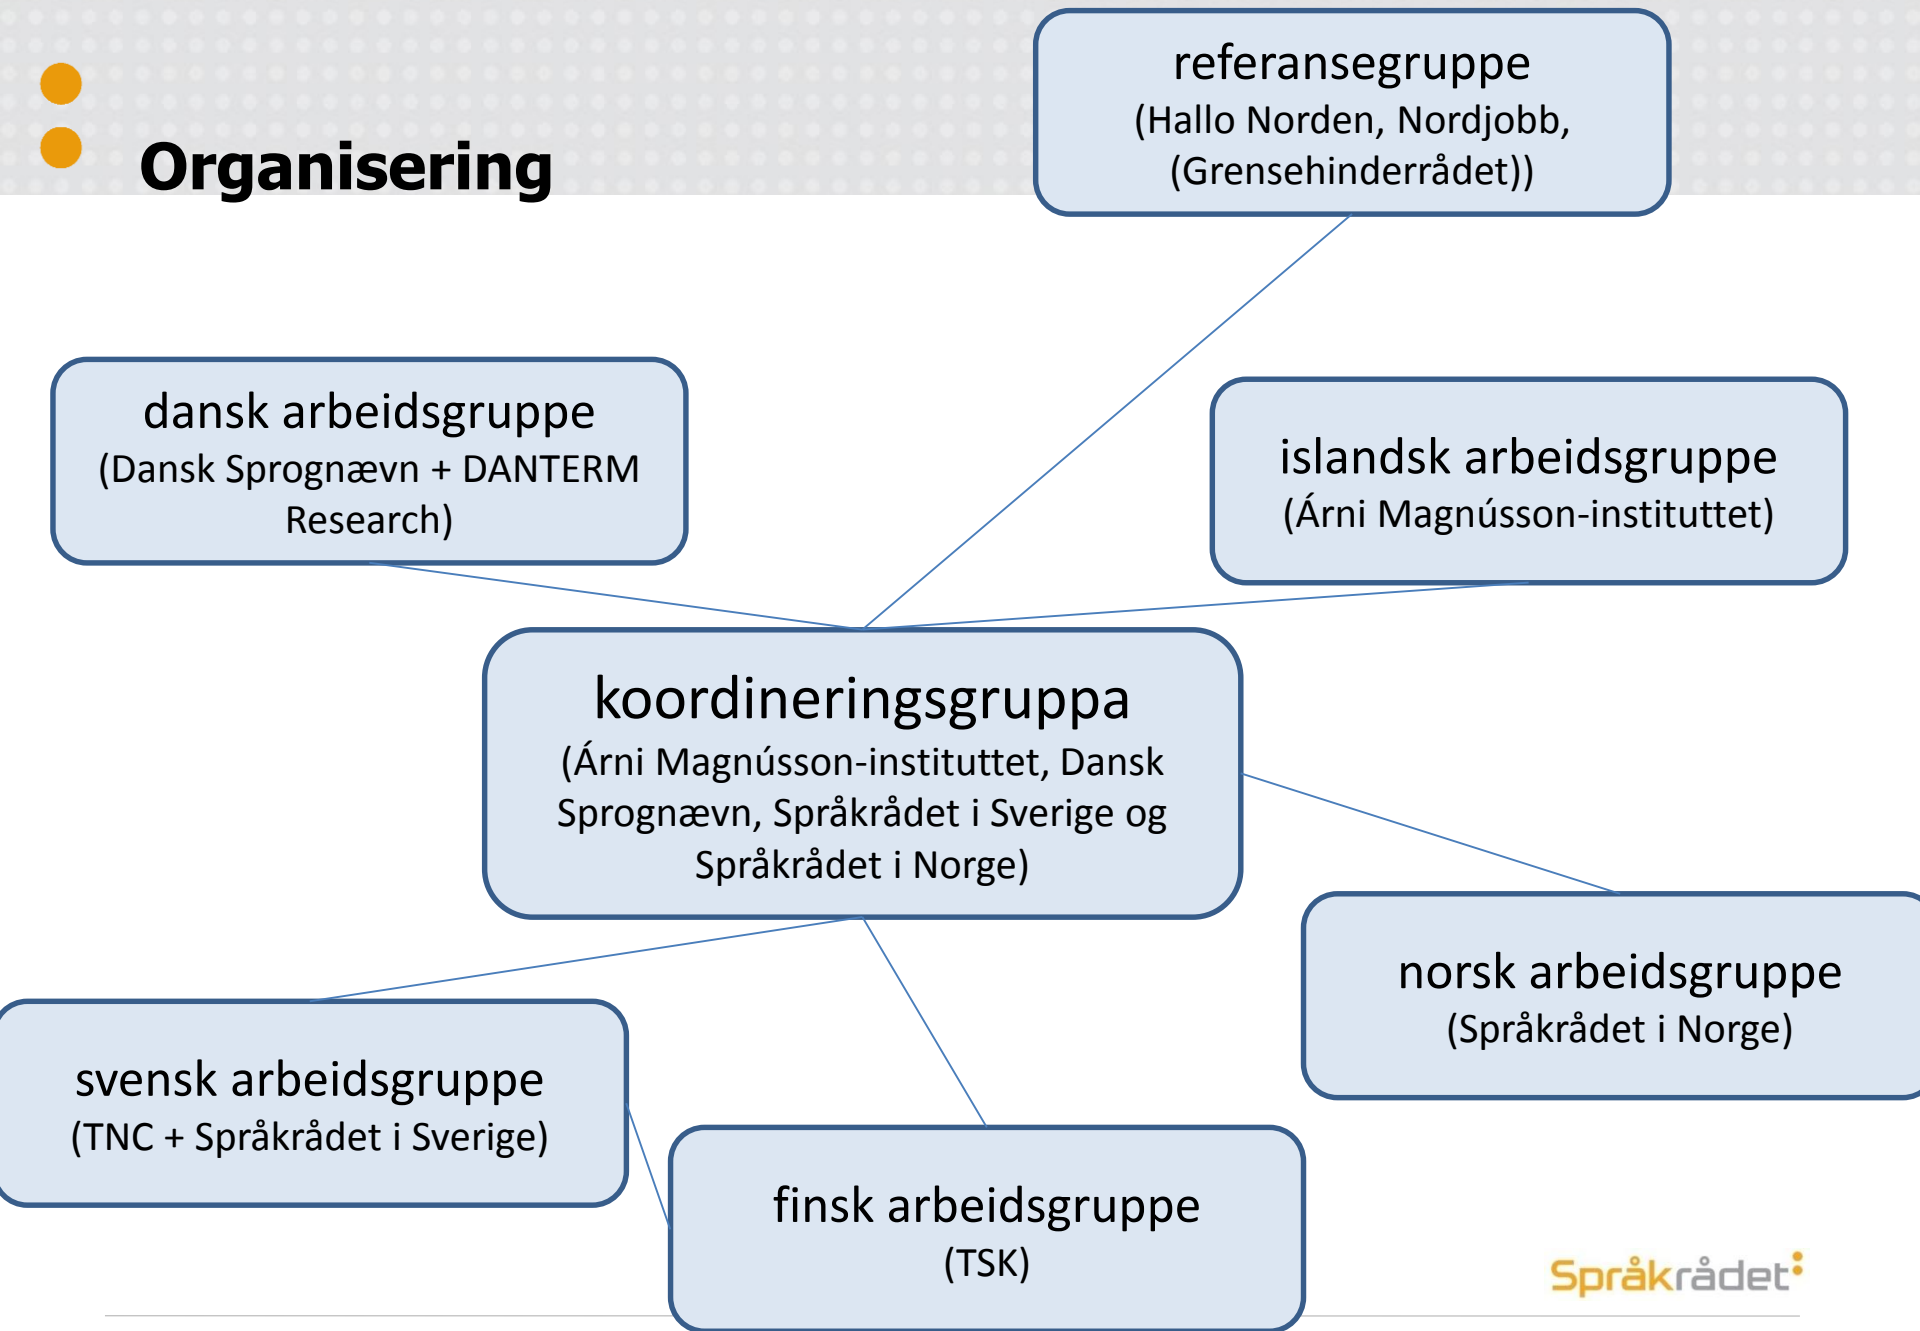 Organisering
referansegruppe
(Hallo Norden, Nordjobb,
(Grensehinderrådet))
dansk arbeidsgruppe
(Dansk Sprognævn + DANTERM
Research)
islandsk arbeidsgruppe
(Árni Magnússon-instituttet)
koordineringsgruppa
(Árni Magnússon-instituttet, Dansk
Sprognævn, Språkrådet i Sverige og
Språkrådet i Norge)
norsk arbeidsgruppe
(Språkrådet i Norge)
svensk arbeidsgruppe
(TNC + Språkrådet i Sverige)
finsk arbeidsgruppe
(TSK)
Språkrådet